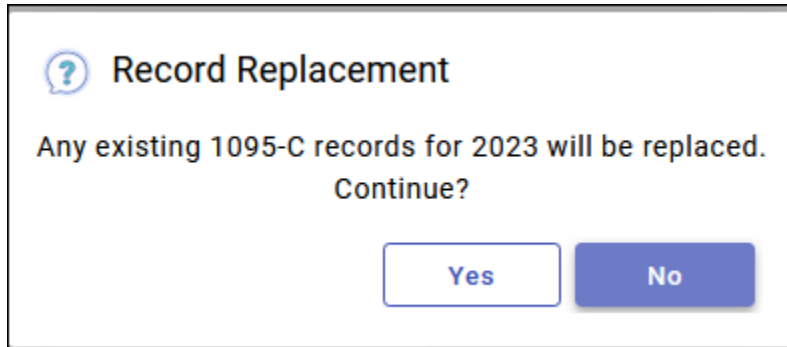 Record Replacement
Any existing 1095-C records for 2023 will be replaced.
Continue?
Yes
No